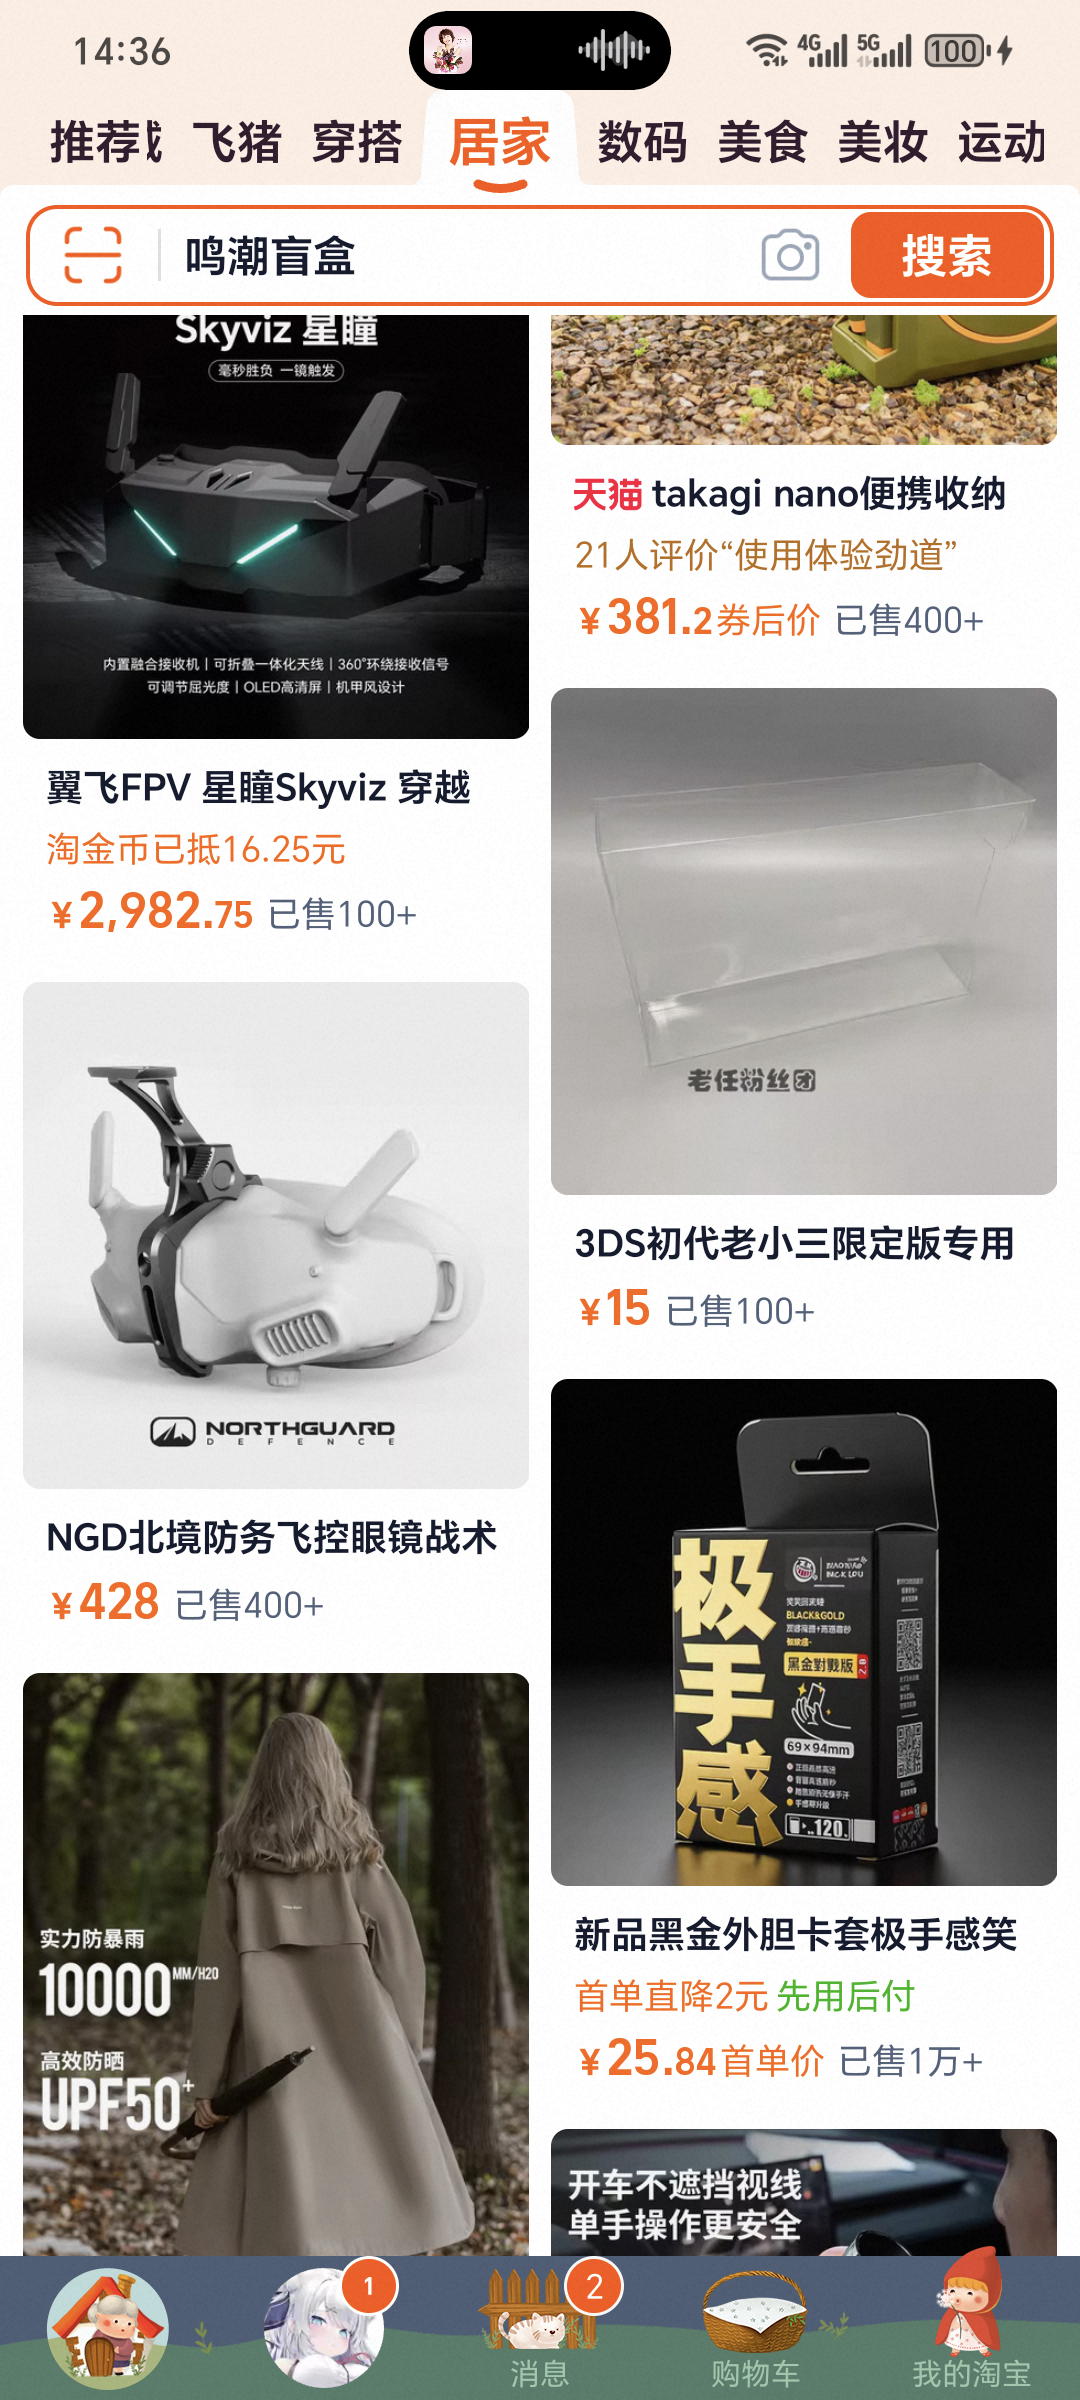 14:36
4G
5G
100
推荐
飞猪
穿搭
居家
数码
美食
美妆
运动
鸣潮盲盒
搜索
Skyviz 星瞳
毫秒胜负 一镜触发
内置融合接收机 | 可折叠一体化天线 | 360°环绕接收信号
可调节屈光度 | OLED高清屏 | 机甲风设计
翼飞FPV 星瞳Skyviz 穿越
淘金币已抵16.25元
¥2,982.75 已售100+
NORTHGUARD
DEFENCE
NGD北境防务飞控眼镜战术
¥428 已售400+
实力防暴雨
10000MM/H20
高效防晒
UPF50+
天猫 takagi nano便携收纳
21人评价“使用体验劲道”
¥381.2券后价 已售400+
老任粉丝团
3DS初代老小三限定版专用
¥15 已售100+
极手感
BLACK&GOLD
黑金對戰版
2.0
69×94mm
120
新品黑金外胆卡套极手感笑
首单直降2元 先用后付
¥25.84首单价 已售1万+
开车不遮挡视线
单手操作更安全
1
2
消息
购物车
我的淘宝